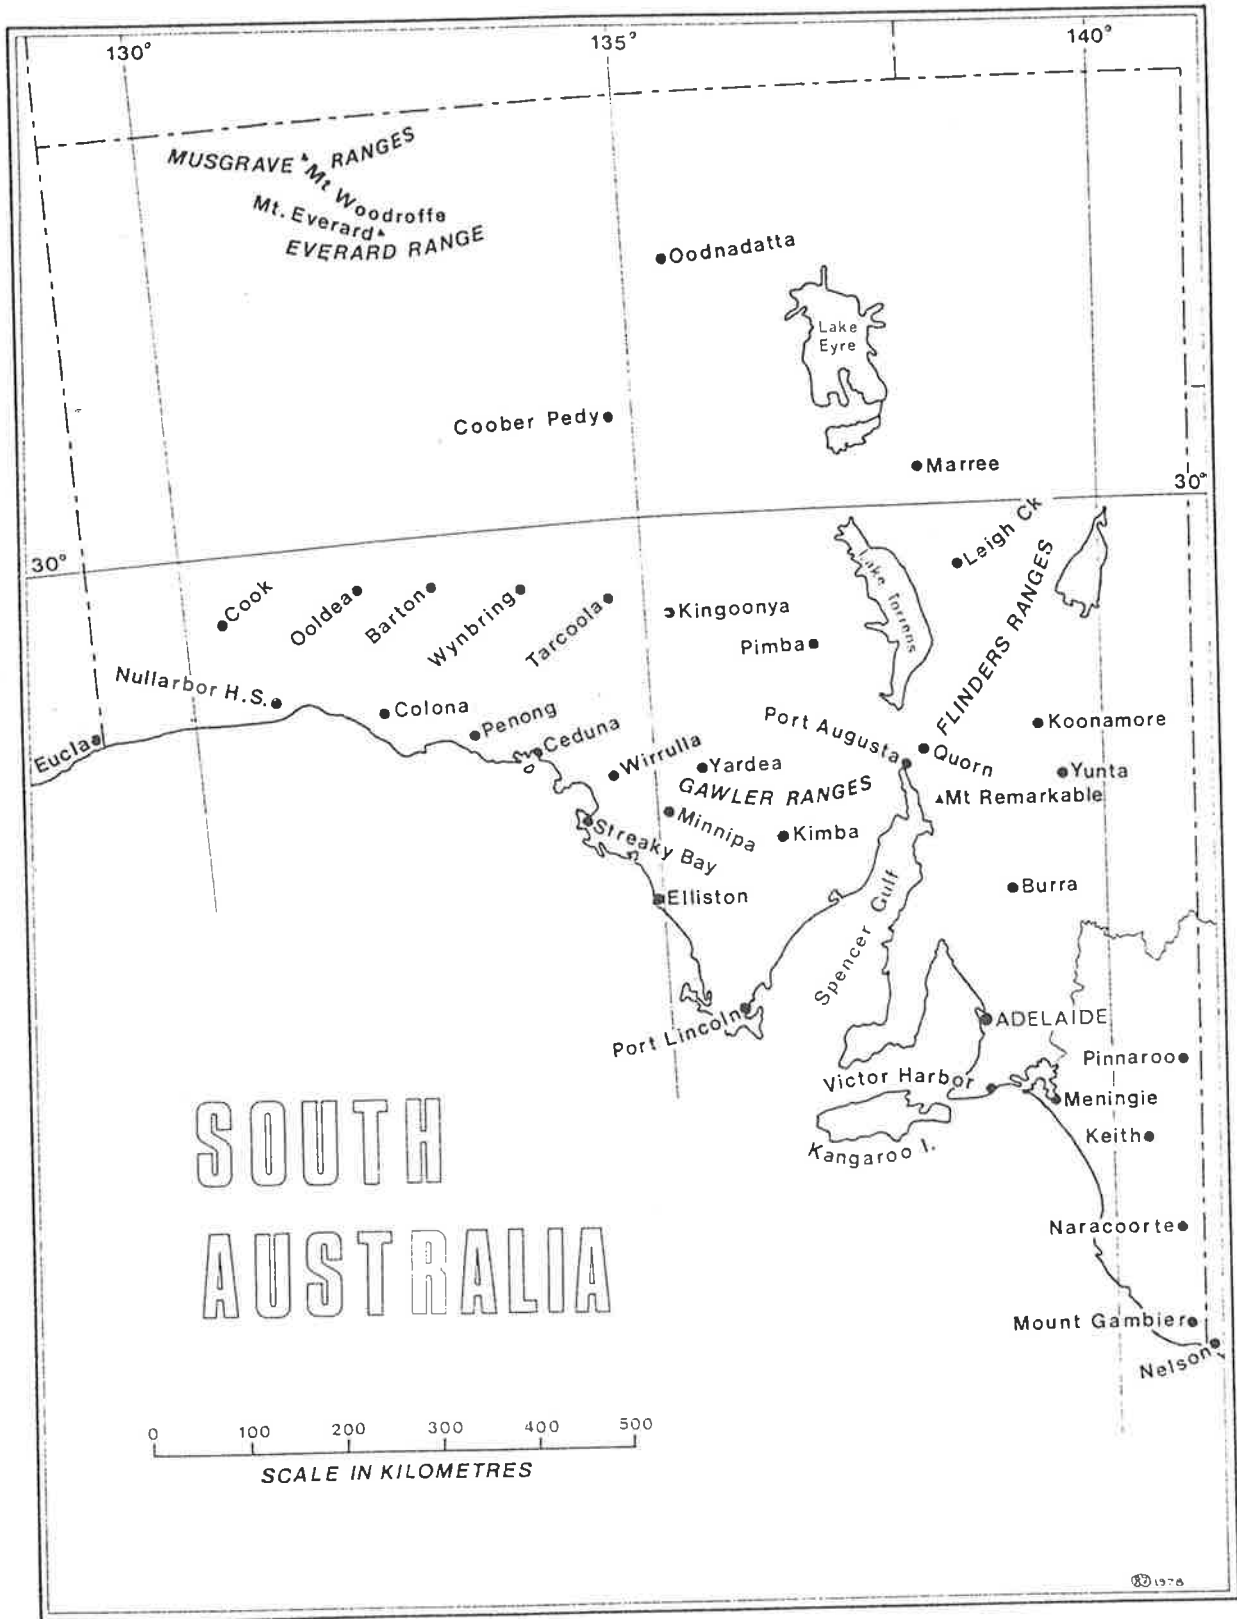 130°
135°
140°
MUSGRAVE RANGES
Mt Woodroffe
Mt. Everard
EVERARD RANGE
Oodnadatta
Lake
Eyre
Coober Pedy
Marree
30°
30°
Leigh Ck
Cook
Ooldea
Barton
Wynbring
Tarcoola
Kingoonya
Pimba
Lake Torrens
FLINDERS RANGES
Nullarbor H.S.
Colona
Penong
Ceduna
Eucla
Wirrulla
Yardea
GAWLER RANGES
Port Augusta
Quorn
Koonamore
Yunta
Mt Remarkable
Minnipa
Kimba
Streaky Bay
Elliston
Burra
Spencer Gulf
Port Lincoln
ADELAIDE
Pinnaroo
Victor Harbor
Meningie
Kangaroo I.
Keith
Naracoorte
Mount Gambier
Nelson
SOUTH
AUSTRALIA
0 100 200 300 400 500
SCALE IN KILOMETRES
1978